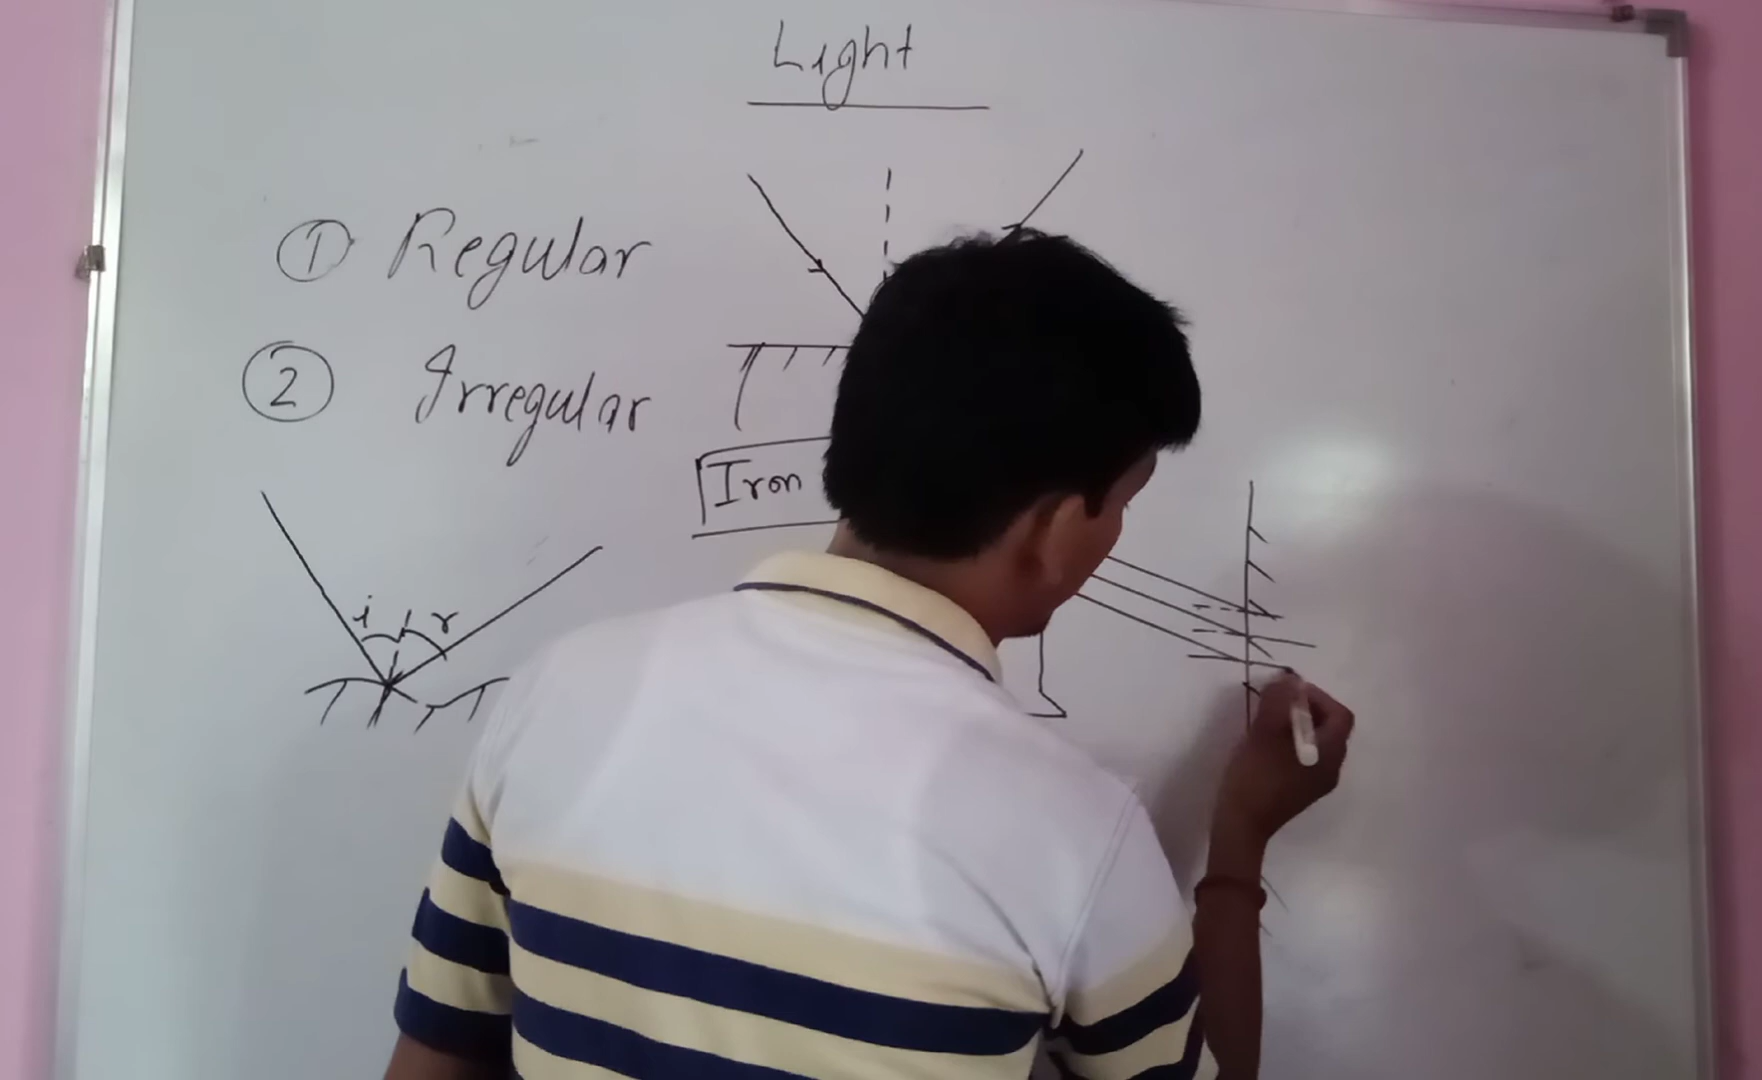 Light
① Regular
② Irregular
Iron
i r